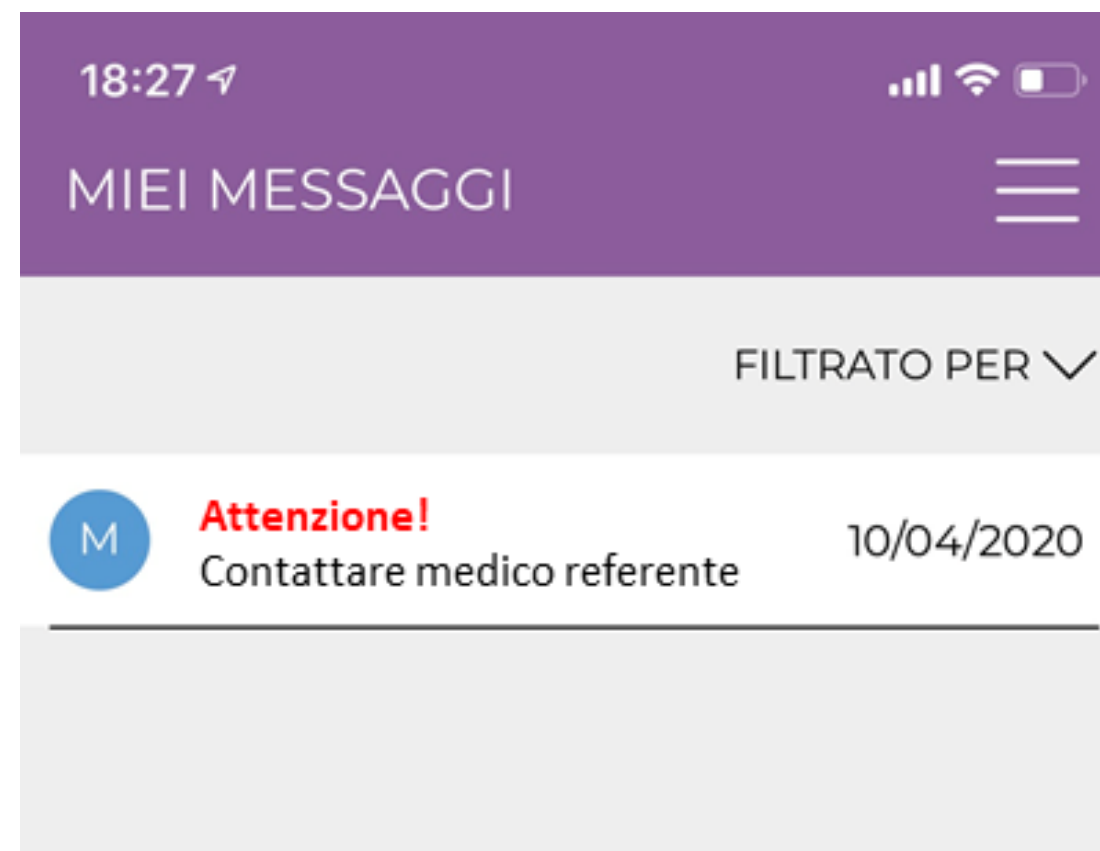 18:27
MIEI MESSAGGI
FILTRATO PER
M
Attenzione!
Contattare medico referente
10/04/2020